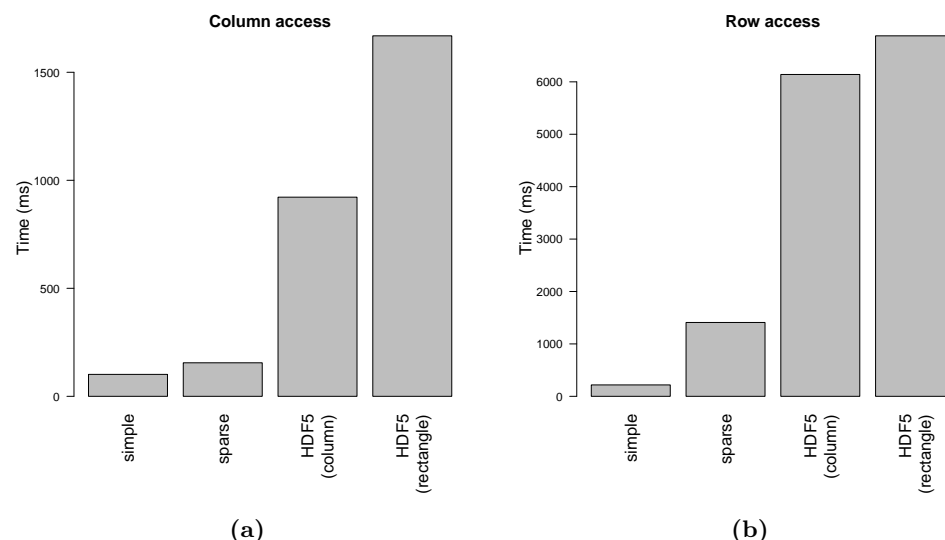 Column access
Time (ms)
1500
1000
500
0
simple
sparse
HDF5
(column)
HDF5
(rectangle)
(a)
Row access
Time (ms)
6000
5000
4000
3000
2000
1000
0
simple
sparse
HDF5
(column)
HDF5
(rectangle)
(b)